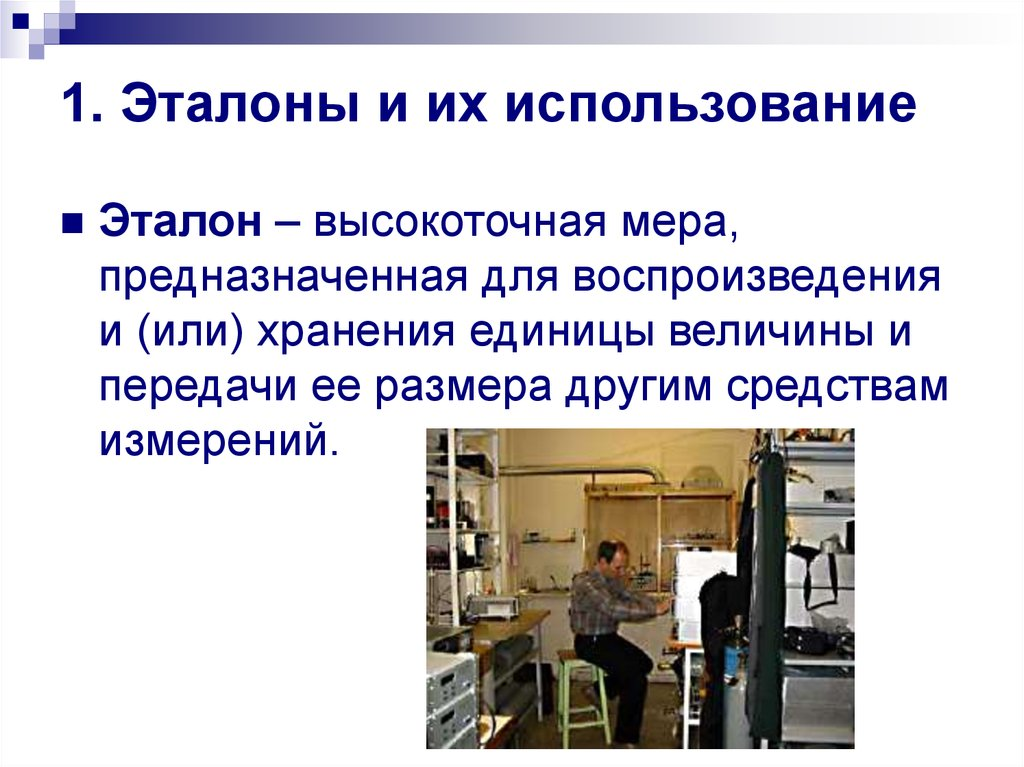 1. Эталоны и их использование
Эталон – высокоточная мера,
предназначенная для воспроизведения
и (или) хранения единицы величины и
передачи ее размера другим средствам
измерений.